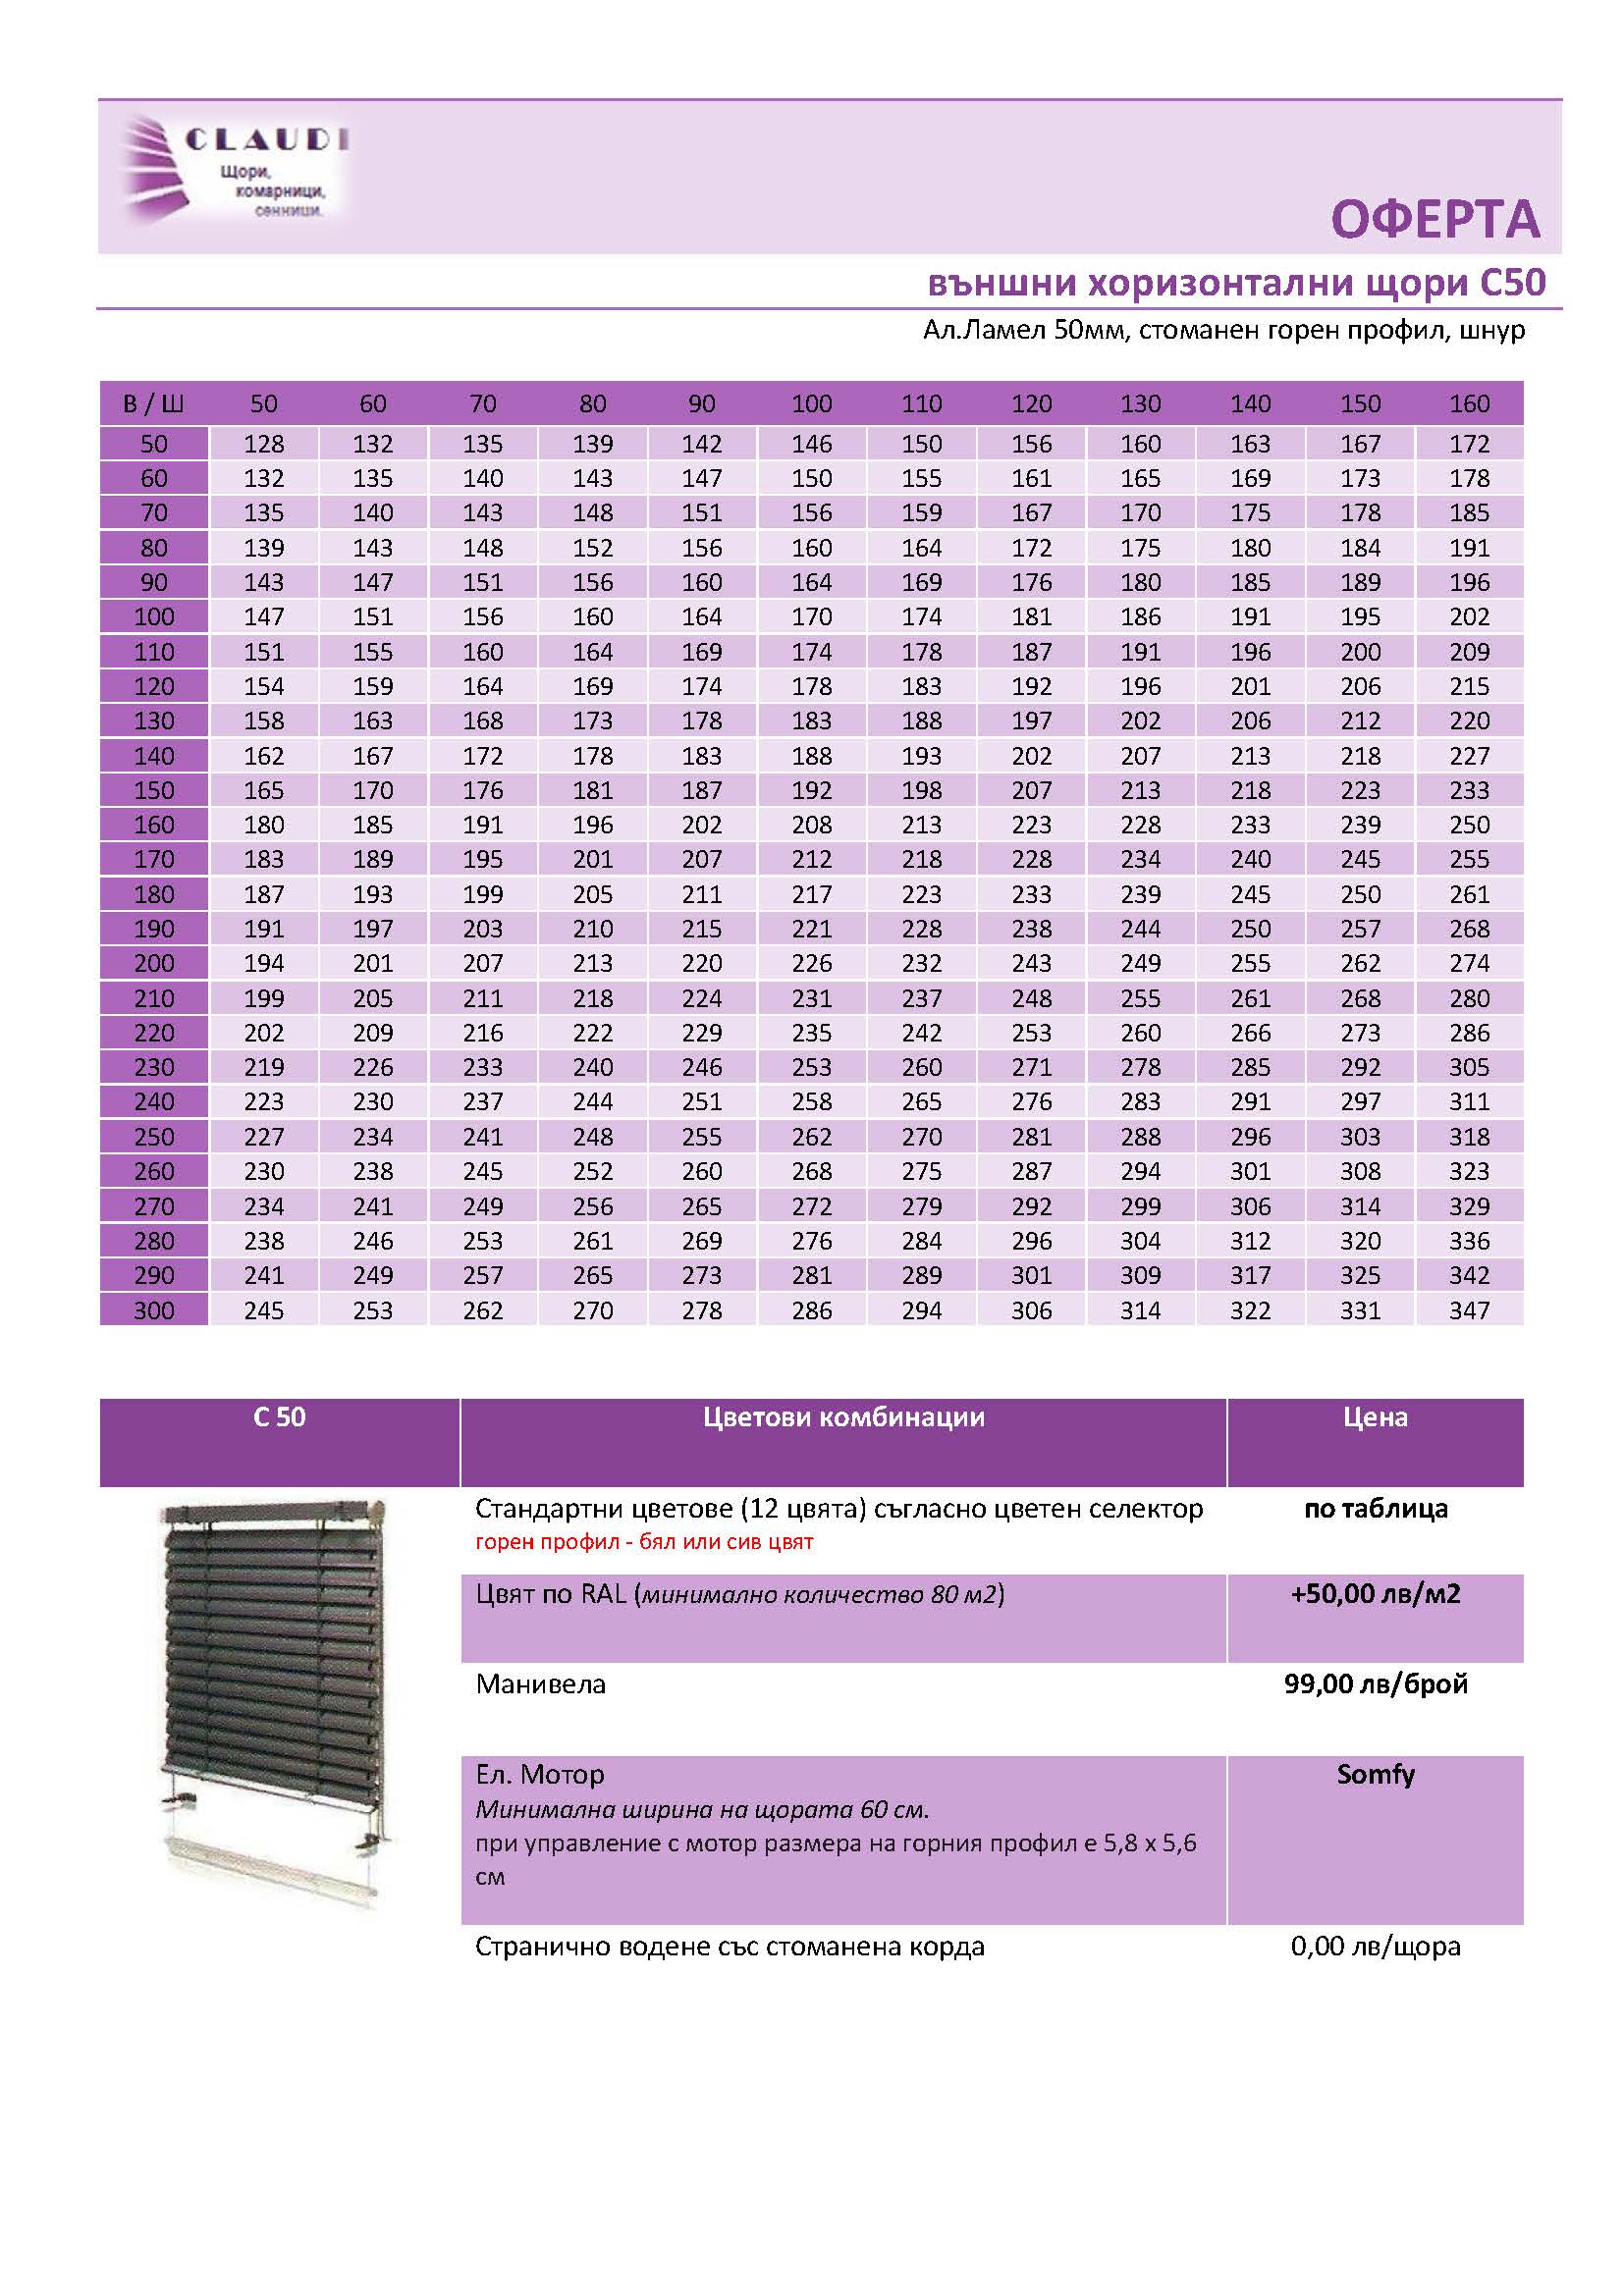 CLAUDI
Щори,
комарници,
сенници.
ОФЕРТА
външни хоризонтални щори C50
Ал.Ламел 50мм, стоманен горен профил, шнур
В / Ш 50 60 70 80 90 100 110 120 130 140 150 160
50 128 132 135 139 142 146 150 156 160 163 167 172
60 132 135 140 143 147 150 155 161 165 169 173 178
70 135 140 143 148 151 156 159 167 170 175 178 185
80 139 143 148 152 156 160 164 172 175 180 184 191
90 143 147 151 156 160 164 169 176 180 185 189 196
100 147 151 156 160 164 170 174 181 186 191 195 202
110 151 155 160 164 169 174 178 187 191 196 200 209
120 154 159 164 169 174 178 183 192 196 201 206 215
130 158 163 168 173 178 183 188 197 202 206 212 220
140 162 167 172 178 183 188 193 202 207 213 218 227
150 165 170 176 181 187 192 198 207 213 218 223 233
160 180 185 191 196 202 208 213 223 228 233 239 250
170 183 189 195 201 207 212 218 228 234 240 245 255
180 187 193 199 205 211 217 223 233 239 245 250 261
190 191 197 203 210 215 221 228 238 244 250 257 268
200 194 201 207 213 220 226 232 243 249 255 262 274
210 199 205 211 218 224 231 237 248 255 261 268 280
220 202 209 216 222 229 235 242 253 260 266 273 286
230 219 226 233 240 246 253 260 271 278 285 292 305
240 223 230 237 244 251 258 265 276 283 291 297 311
250 227 234 241 248 255 262 270 281 288 296 303 318
260 230 238 245 252 260 268 275 287 294 301 308 323
270 234 241 249 256 265 272 279 292 299 306 314 329
280 238 246 253 261 269 276 284 296 304 312 320 336
290 241 249 257 265 273 281 289 301 309 317 325 342
300 245 253 262 270 278 286 294 306 314 322 331 347
C 50 Цветови комбинации Цена
Стандартни цветове (12 цвята) съгласно цветен селектор по таблица
горен профил - бял или сив цвят
Цвят по RAL (минимално количество 80 м2) +50,00 лв/м2
Манивела 99,00 лв/брой
Ел. Мотор Somfy
Минимална ширина на щората 60 см.
при управление с мотор размера на горния профил е 5,8 х 5,6
см
Странично водене със стоманена корда 0,00 лв/щора